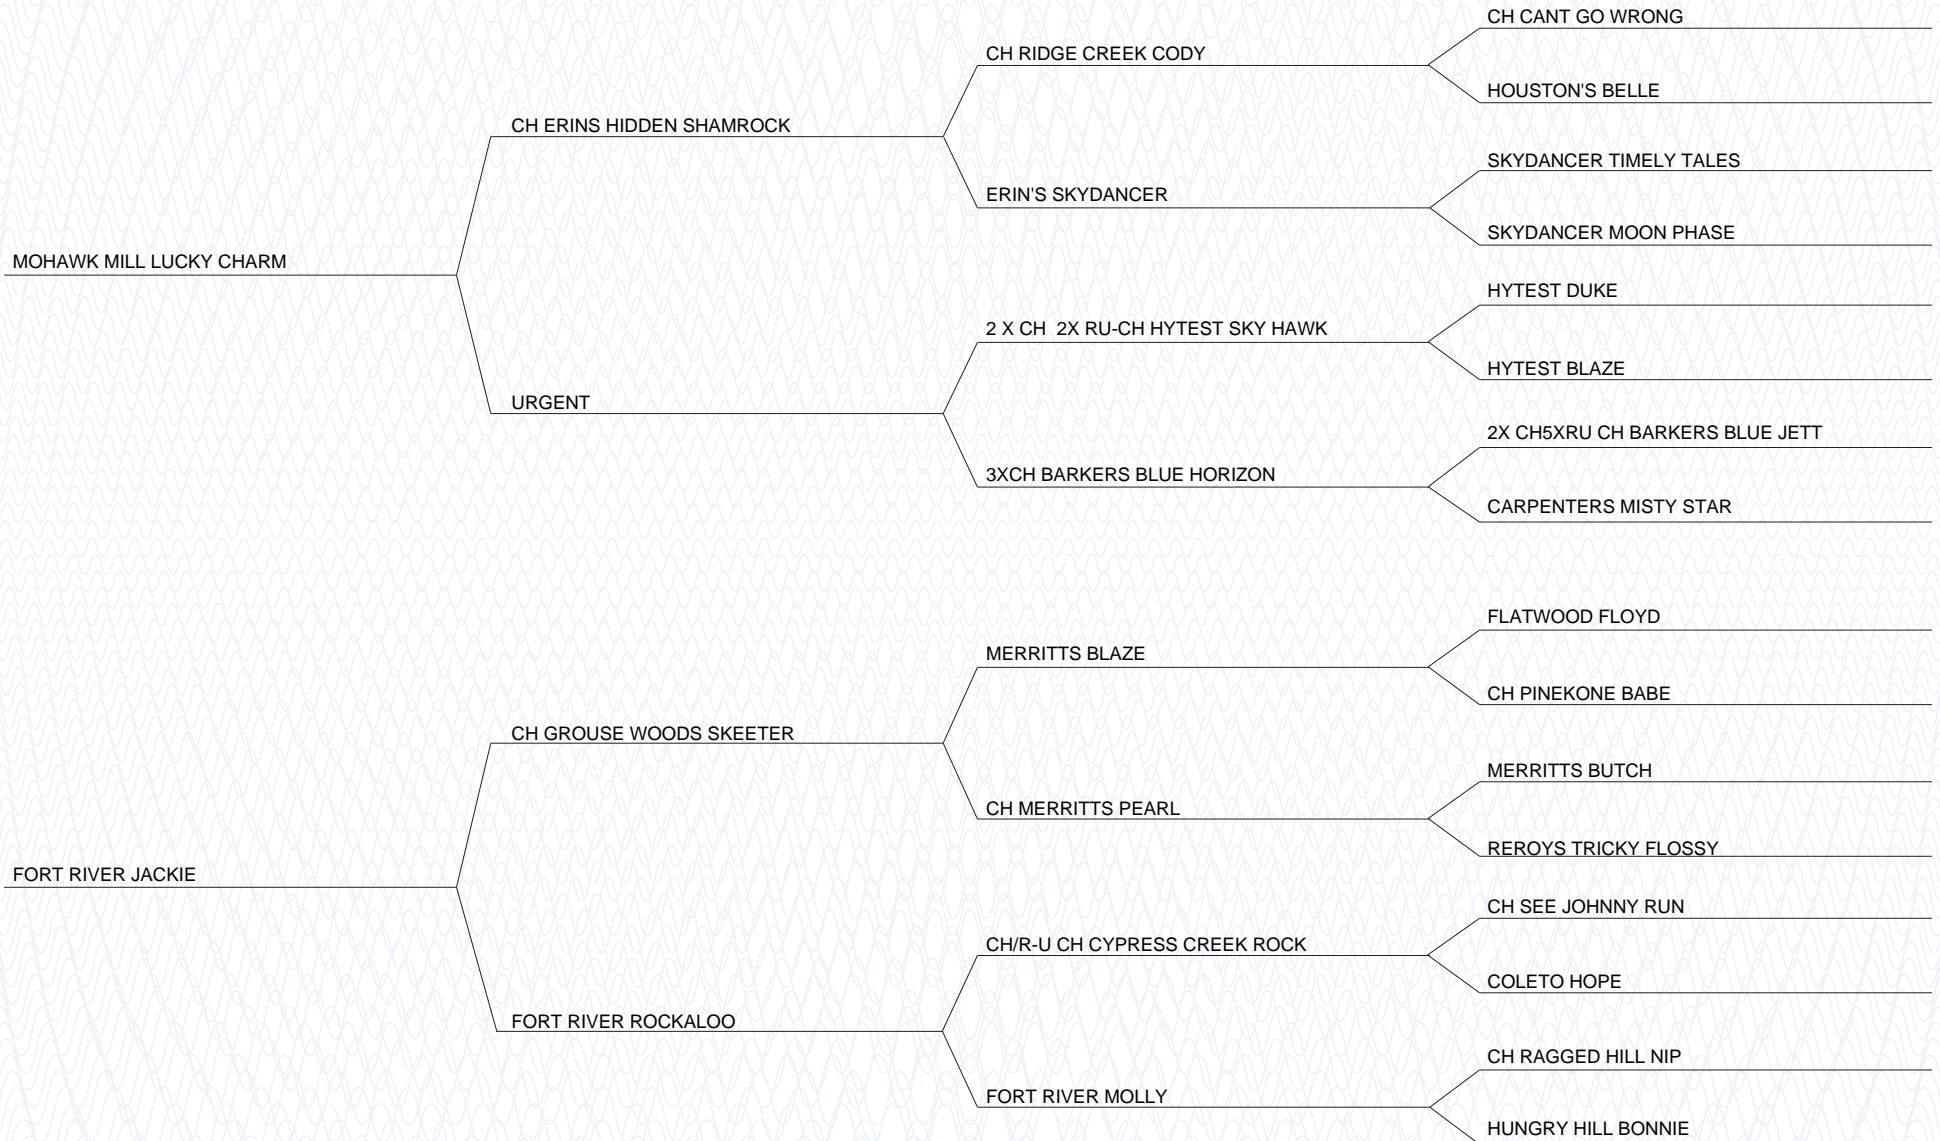 CH CANT GO WRONG
CH RIDGE CREEK CODY
HOUSTON'S BELLE
CH ERINS HIDDEN SHAMROCK
SKYDANCER TIMELY TALES
ERIN'S SKYDANCER
SKYDANCER MOON PHASE
MOHAWK MILL LUCKY CHARM
HYTEST DUKE
2 X CH  2X RU-CH HYTEST SKY HAWK
HYTEST BLAZE
URGENT
2X CH5XRU CH BARKERS BLUE JETT
3XCH BARKERS BLUE HORIZON
CARPENTERS MISTY STAR
FLATWOOD FLOYD
MERRITTS BLAZE
CH PINEKONE BABE
CH GROUSE WOODS SKEETER
MERRITTS BUTCH
CH MERRITTS PEARL
REROYS TRICKY FLOSSY
FORT RIVER JACKIE
CH SEE JOHNNY RUN
CH/R-U CH CYPRESS CREEK ROCK
COLETO HOPE
FORT RIVER ROCKALOO
CH RAGGED HILL NIP
FORT RIVER MOLLY
HUNGRY HILL BONNIE